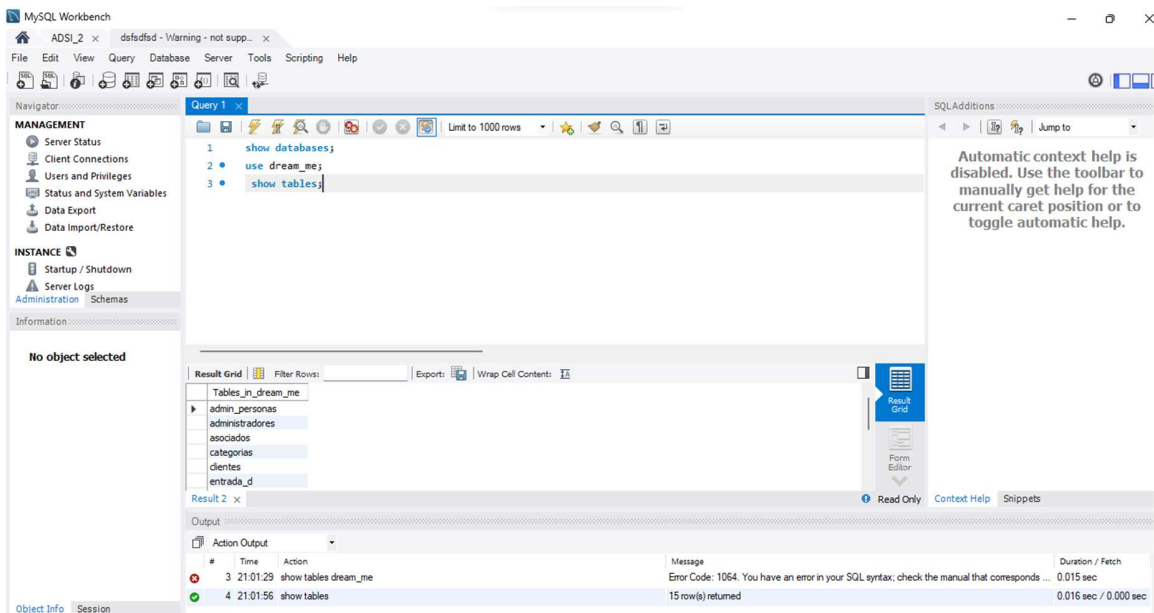 MySQL Workbench
ADSI_2 dsfsdfsd - Warning - not supp...
File Edit View Query Database Server Tools Scripting Help
Navigator
MANAGEMENT
Server Status
Client Connections
Users and Privileges
Status and System Variables
Data Export
Data Import/Restore
INSTANCE
Startup / Shutdown
Server Logs
Administration Schemas
Information
No object selected
Object Info Session
Query 1
Limit to 1000 rows
1 show databases;
2 use dream_me;
3 show tables;
Result Grid Filter Rows: Export: Wrap Cell Content:
Tables_in_dream_me
admin_personas
administradores
asociados
categorias
clientes
entrada_d
Result Grid
Form Editor
Result 2 Read Only
SQLAdditions
Jump to
Automatic context help is
disabled. Use the toolbar to
manually get help for the
current caret position or to
toggle automatic help.
Context Help Snippets
Output
Action Output
# Time Action Message Duration / Fetch
3 21:01:29 show tables dream_me Error Code: 1064. You have an error in your SQL syntax; check the manual that corresponds ... 0.015 sec
4 21:01:56 show tables 15 row(s) returned 0.016 sec / 0.000 sec